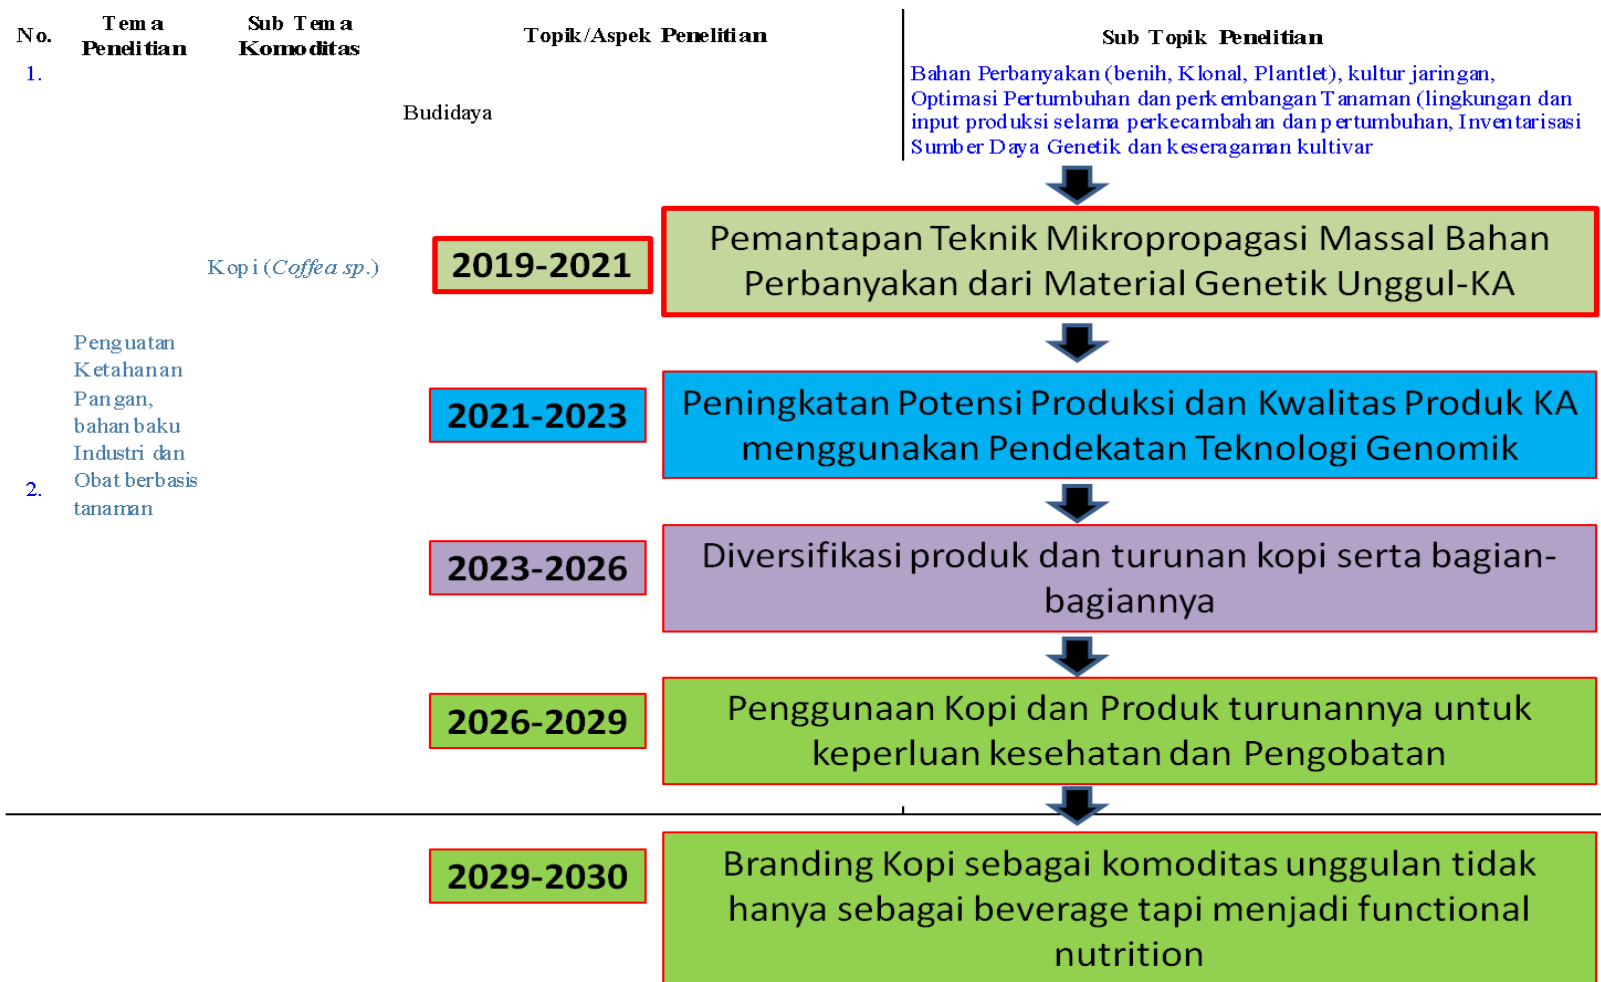 No.
Tema
Penelitian
Sub Tema
Komoditas
Topik/Aspek Penelitian
Sub Topik Penelitian
1.
Budidaya
Bahan Perbanyakan (benih, Klonal, Plantlet), kultur jaringan,
Optimasi Pertumbuhan dan perkembangan Tanaman (lingkungan dan
input produksi selama perkecambahan dan pertumbuhan, Inventarisasi
Sumber Daya Genetik dan keseragaman kultivar
Kopi (Coffea sp.)
2019-2021
Pemantapan Teknik Mikropropagasi Massal Bahan
Perbanyakan dari Material Genetik Unggul-KA
2.
Penguatan
Ketahanan
Pangan,
bahan baku
Industri dan
Obat berbasis
tanaman
2021-2023
Peningkatan Potensi Produksi dan Kwalitas Produk KA
menggunakan Pendekatan Teknologi Genomik
2023-2026
Diversifikasi produk dan turunan kopi serta bagian-
bagiannya
2026-2029
Penggunaan Kopi dan Produk turunannya untuk
keperluan kesehatan dan Pengobatan
2029-2030
Branding Kopi sebagai komoditas unggulan tidak
hanya sebagai beverage tapi menjadi functional
nutrition